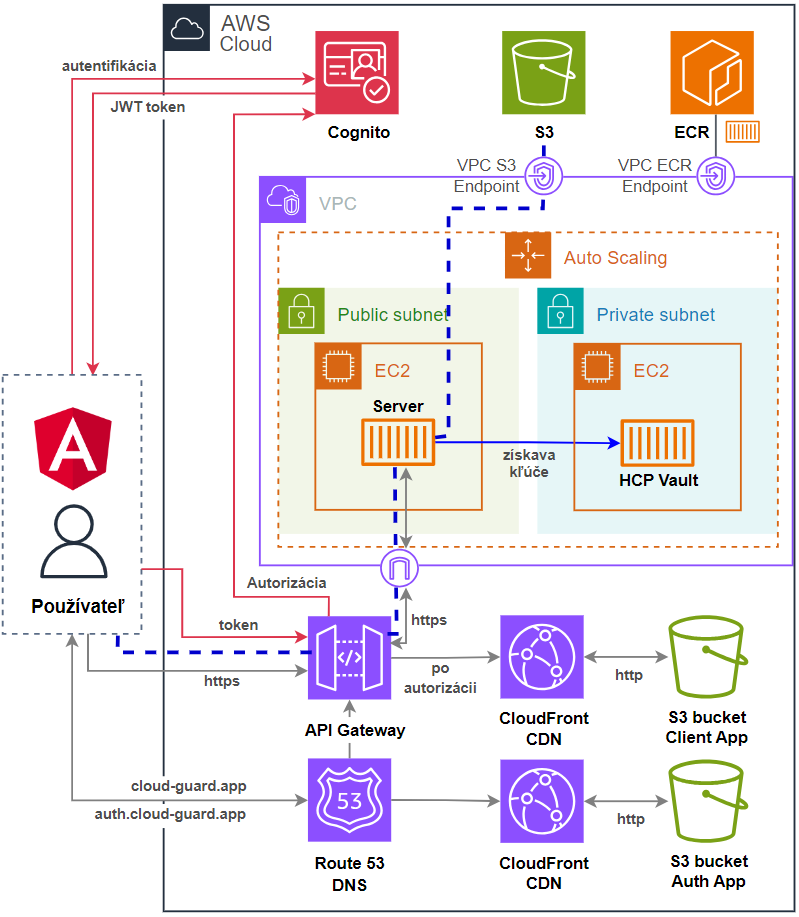 AWS
Cloud
autentifikácia
JWT token
Cognito
S3
ECR
VPC S3
Endpoint
VPC ECR
Endpoint
VPC
Auto Scaling
Public subnet
Private subnet
EC2
EC2
Server
získava
kľúče
HCP Vault
Používateľ
Autorizácia
token
https
https
API Gateway
po
autorizácii
CloudFront
CDN
http
S3 bucket
Client App
cloud-guard.app
auth.cloud-guard.app
53
Route 53
DNS
CloudFront
CDN
http
S3 bucket
Auth App